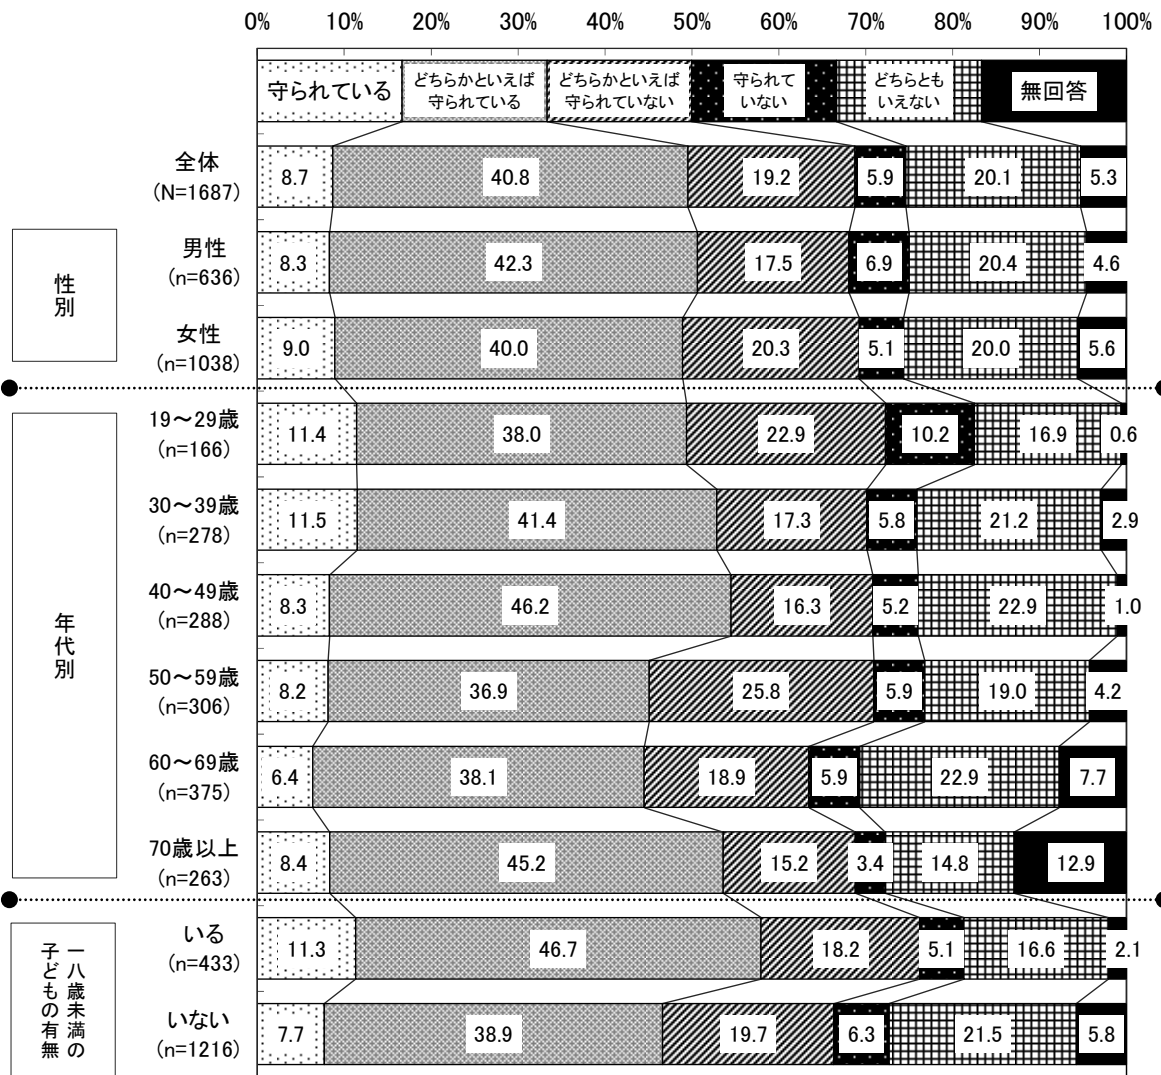 0% 10% 20% 30% 40% 50% 60% 70% 80% 90% 100%
守られている
どちらかといえば
守られている
どちらかといえば
守られていない
守られて
いない
どちらとも
いえない
無回答
全体
(N=1687)
8.7 40.8 19.2 5.9 20.1 5.3
性別
男性
(n=636)
8.3 42.3 17.5 6.9 20.4 4.6
女性
(n=1038)
9.0 40.0 20.3 5.1 20.0 5.6
年代別
19～29歳
(n=166)
11.4 38.0 22.9 10.2 16.9 0.6
30～39歳
(n=278)
11.5 41.4 17.3 5.8 21.2 2.9
40～49歳
(n=288)
8.3 46.2 16.3 5.2 22.9 1.0
50～59歳
(n=306)
8.2 36.9 25.8 5.9 19.0 4.2
60～69歳
(n=375)
6.4 38.1 18.9 5.9 22.9 7.7
70歳以上
(n=263)
8.4 45.2 15.2 3.4 14.8 12.9
一八歳未満の
子どもの有無
いる
(n=433)
11.3 46.7 18.2 5.1 16.6 2.1
いない
(n=1216)
7.7 38.9 19.7 6.3 21.5 5.8